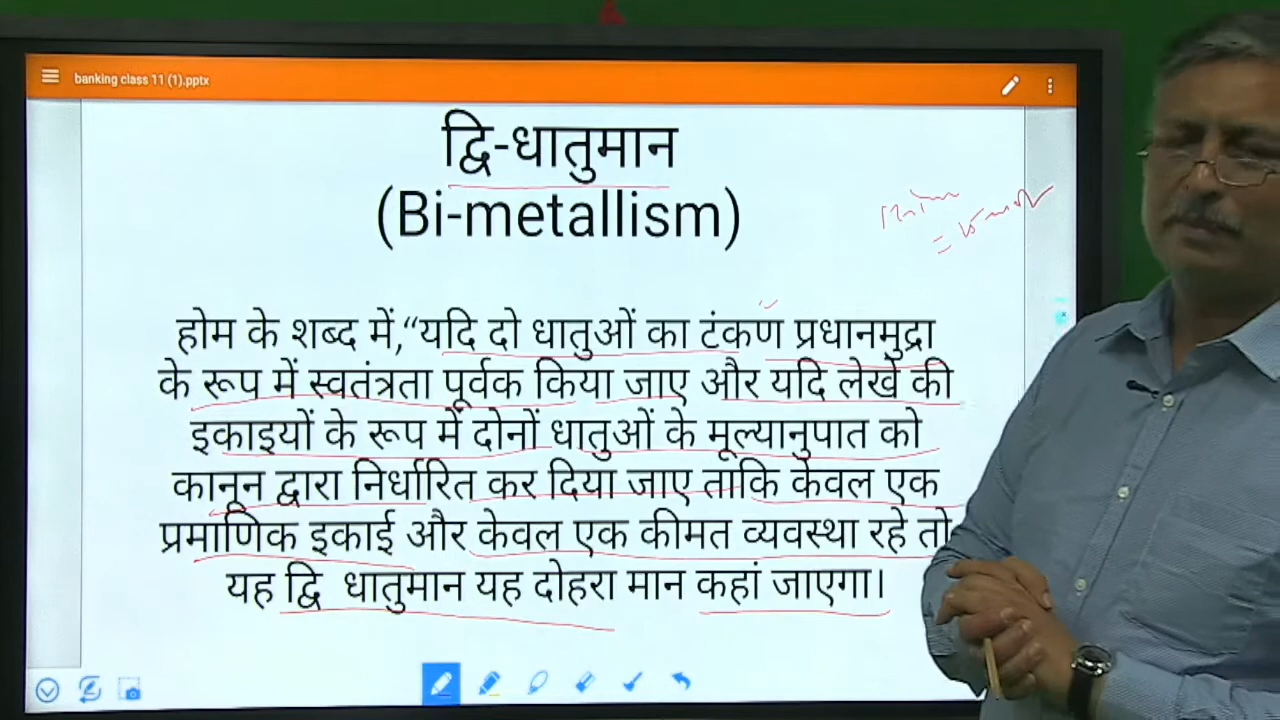 banking class 11 (1).pptx
द्वि-धातुमान
(Bi-metallism)
होम के शब्द में,“यदि दो धातुओं का टंकण प्रधानमुद्रा
के रूप में स्वतंत्रता पूर्वक किया जाए और यदि लेखे की
इकाइयों के रूप में दोनों धातुओं के मूल्यानुपात को
कानून द्वारा निर्धारित कर दिया जाए ताकि केवल एक
प्रमाणिक इकाई और केवल एक कीमत व्यवस्था रहे तो
यह द्वि धातुमान यह दोहरा मान कहां जाएगा।